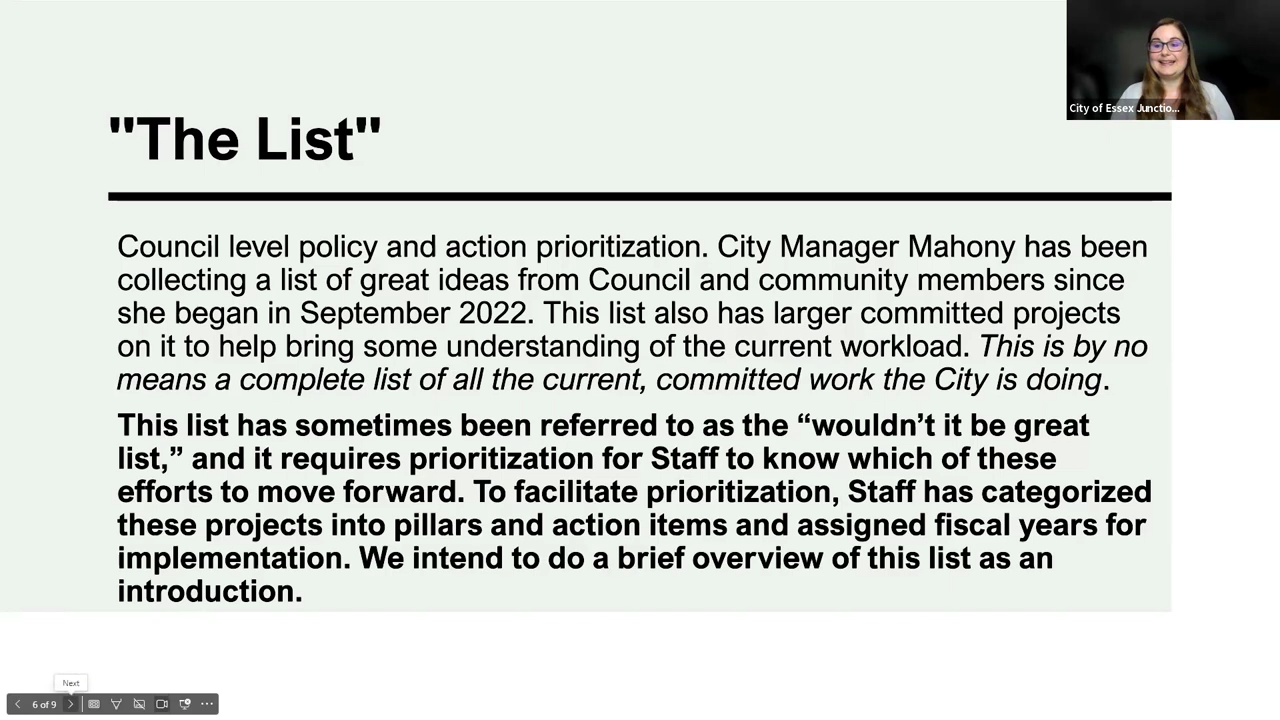 City of Essex Junctio...
"The List"
Council level policy and action prioritization. City Manager Mahony has been
collecting a list of great ideas from Council and community members since
she began in September 2022. This list also has larger committed projects
on it to help bring some understanding of the current workload. This is by no
means a complete list of all the current, committed work the City is doing.
This list has sometimes been referred to as the “wouldn’t it be great
list,” and it requires prioritization for Staff to know which of these
efforts to move forward. To facilitate prioritization, Staff has categorized
these projects into pillars and action items and assigned fiscal years for
implementation. We intend to do a brief overview of this list as an
introduction.
Next
6 of 9